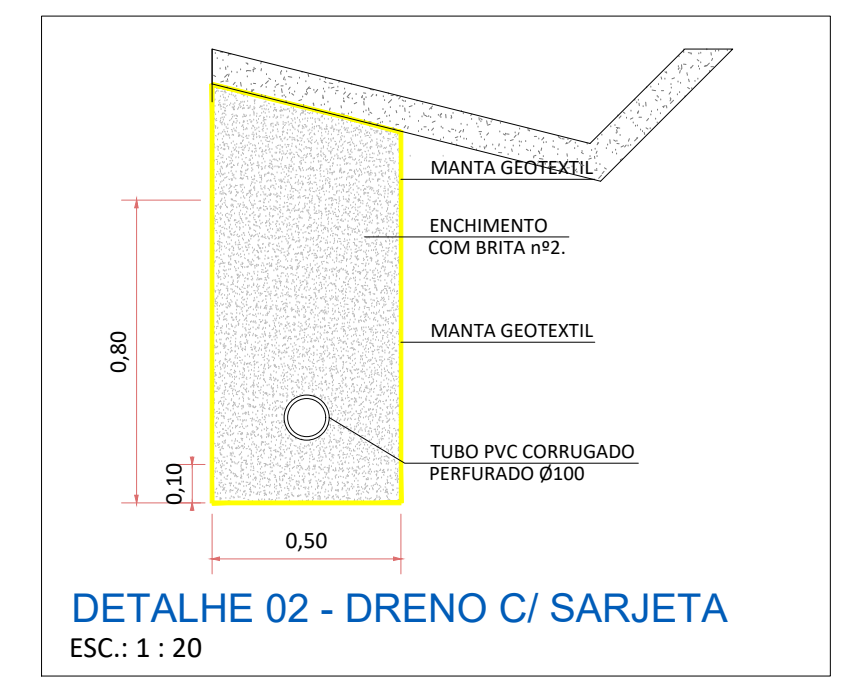 MANTA GEOTEXTIL
ENCHIMENTO
COM BRITA nº2.
0,80
MANTA GEOTEXTIL
TUBO PVC CORRUGADO
PERFURADO Ø100
0,10
0,50
DETALHE 02 - DRENO C/ SARJETA
ESC.: 1 : 20